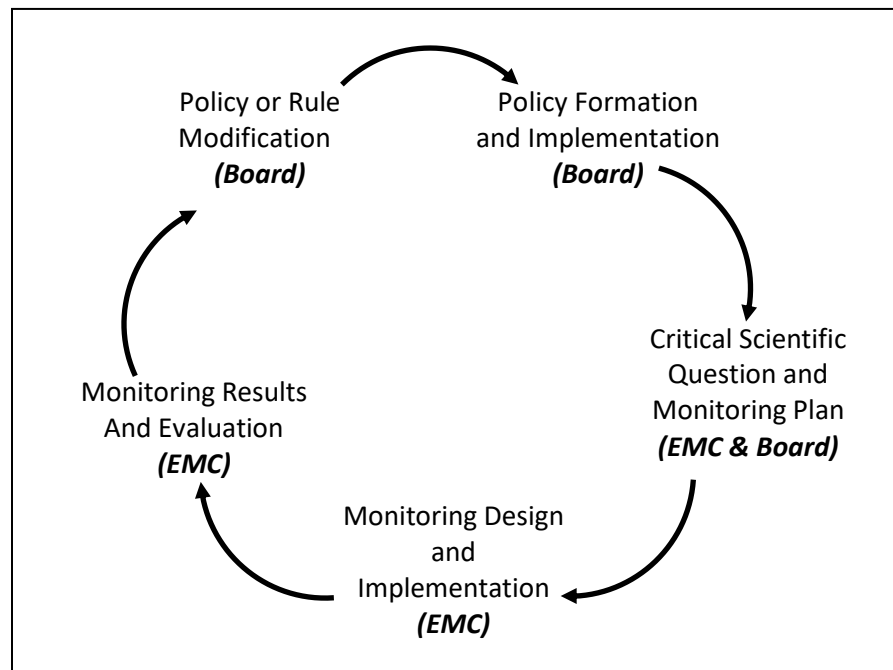 Policy or Rule
Modification
(Board)
Policy Formation
and Implementation
(Board)
Critical Scientific
Question and
Monitoring Plan
(EMC & Board)
Monitoring Design
and
Implementation
(EMC)
Monitoring Results
And Evaluation
(EMC)